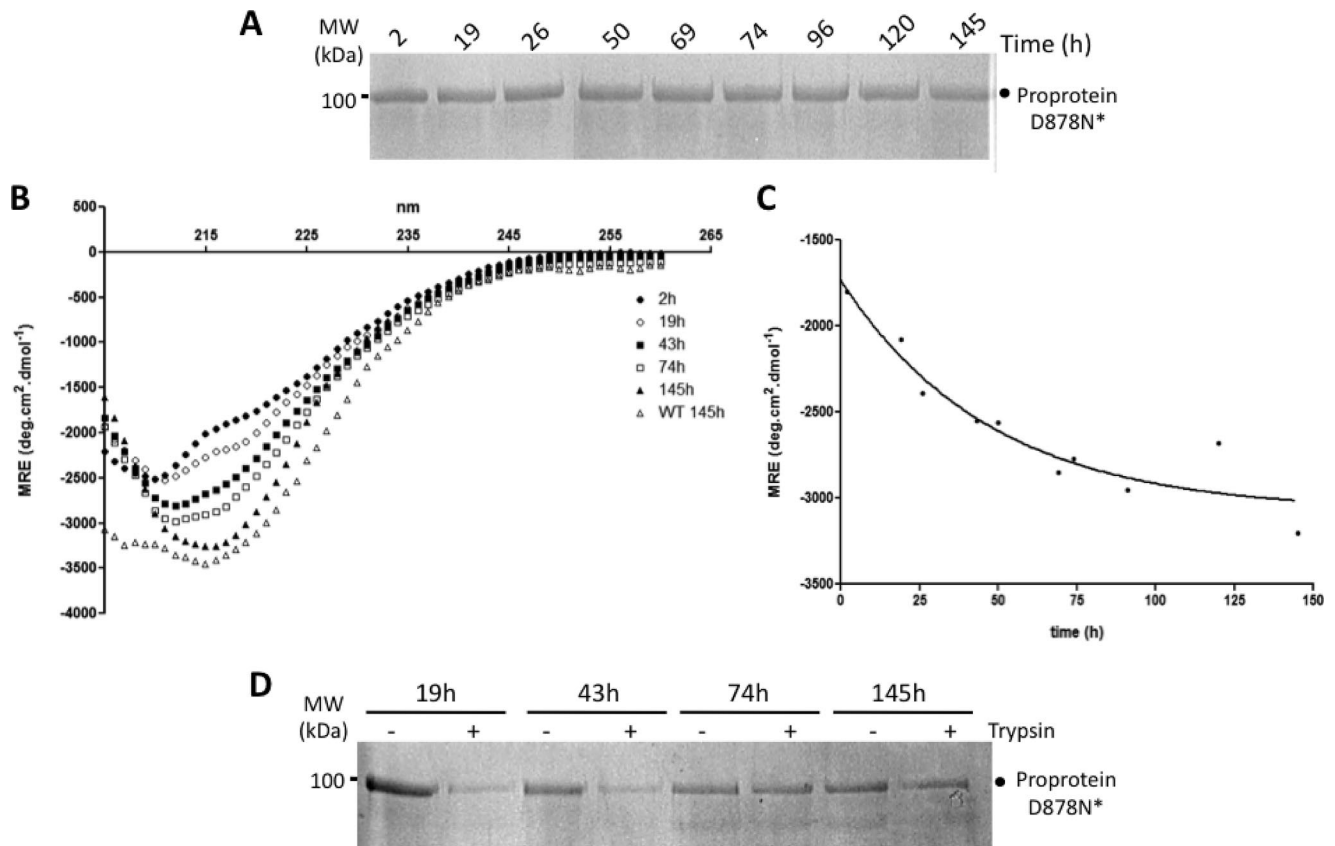 A
MW
(kDa)
2 19 26 50 69 74 96 120 145
Time (h)
100
Proprotein
D878N*
B
nm
500
0
-500
-1000
-1500
-2000
-2500
-3000
-3500
-4000
215 225 235 245 255 265
MRE (deg.cm².dmol⁻¹)
2h
19h
43h
74h
145h
WT 145h
C
-1500
-2000
-2500
-3000
-3500
0 25 50 75 100 125 150
MRE (deg.cm².dmol⁻¹)
time (h)
D
MW
(kDa)
19h 43h 74h 145h
- + - + - + - + Trypsin
100
Proprotein
D878N*